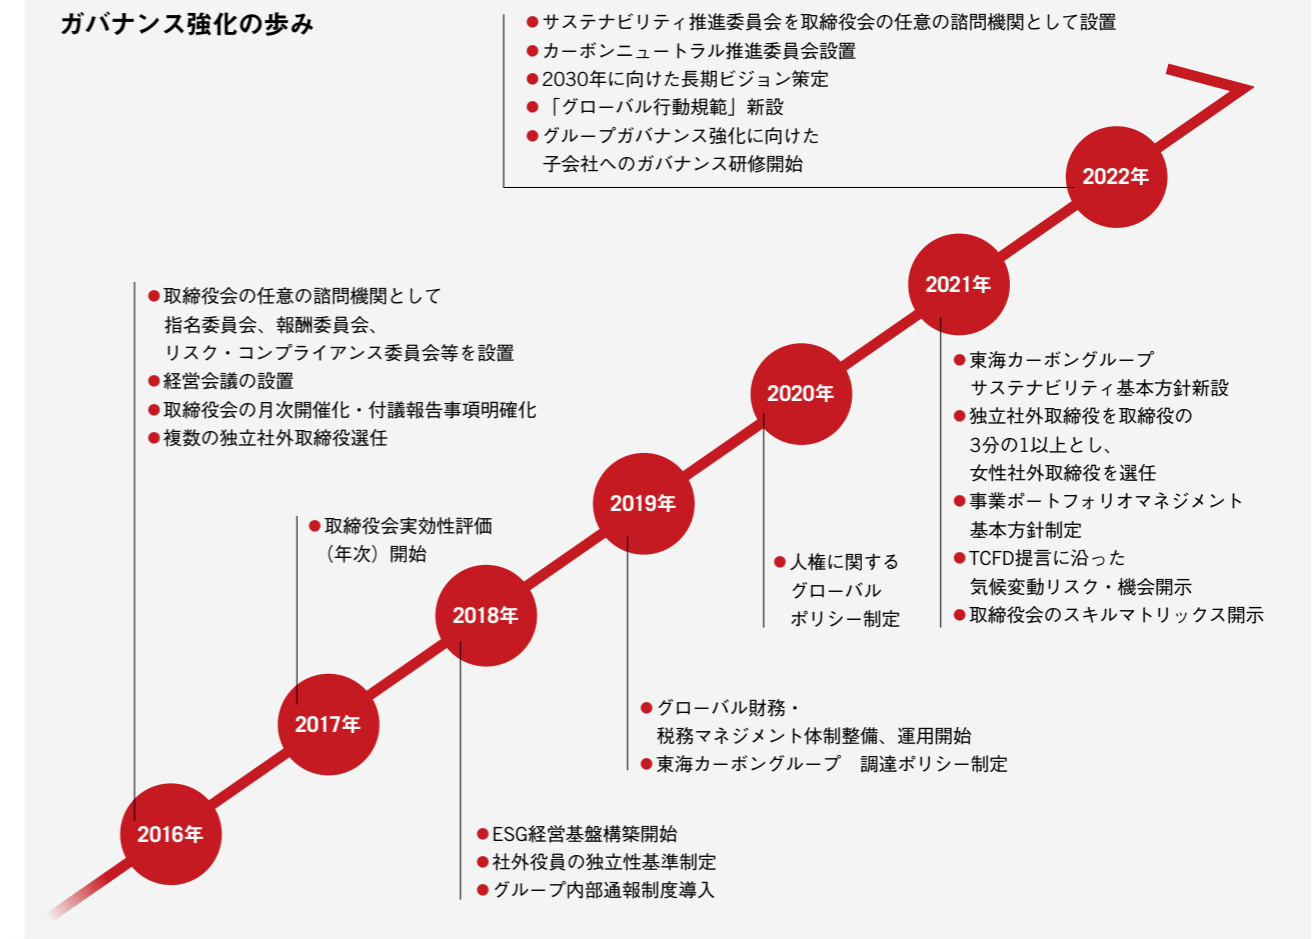 ガバナンス強化の歩み
●サステナビリティ推進委員会を取締役会の任意の諮問機関として設置
●カーボンニュートラル推進委員会設置
●2030年に向けた長期ビジョン策定
●「グローバル行動規範」新設
●グループガバナンス強化に向けた
子会社へのガバナンス研修開始
2022年
2021年
●東海カーボングループ
サステナビリティ基本方針新設
●独立社外取締役を取締役の
3分の1以上とし、
女性社外取締役を選任
●事業ポートフォリオマネジメント
基本方針制定
●TCFD提言に沿った
気候変動リスク・機会開示
●取締役会のスキルマトリックス開示
2020年
●人権に関する
グローバル
ポリシー制定
2019年
●グローバル財務・
税務マネジメント体制整備、運用開始
●東海カーボングループ　調達ポリシー制定
2018年
●ESG経営基盤構築開始
●社外役員の独立性基準制定
●グループ内部通報制度導入
●取締役会実効性評価
（年次）開始
2017年
●取締役会の任意の諮問機関として
指名委員会、報酬委員会、
リスク・コンプライアンス委員会等を設置
●経営会議の設置
●取締役会の月次開催化・付議報告事項明確化
●複数の独立社外取締役選任
2016年